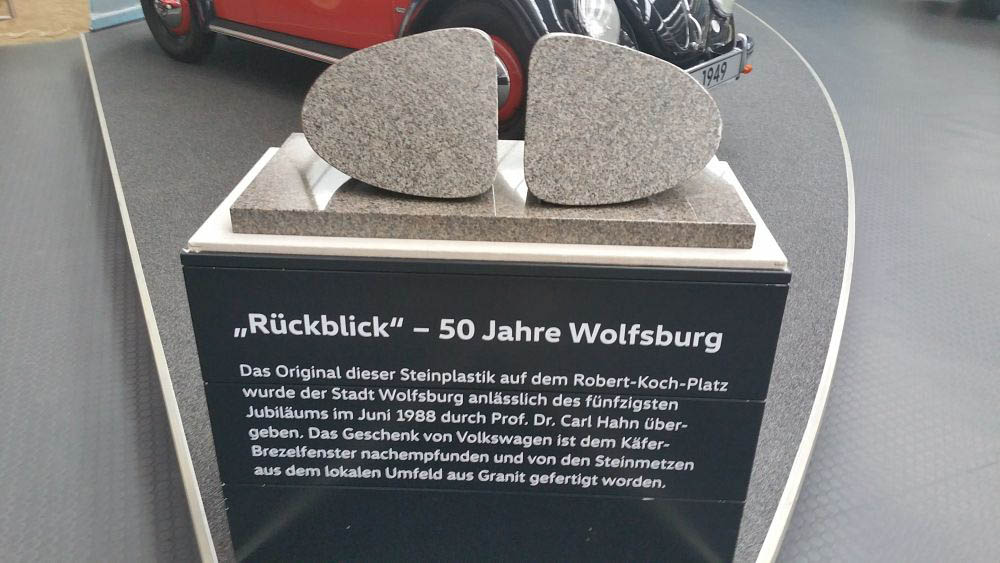 1949
„Rückblick“ – 50 Jahre Wolfsburg
Das Original dieser Steinplastik auf dem Robert-Koch-Platz
wurde der Stadt Wolfsburg anlässlich des fünfzigsten
Jubiläums im Juni 1988 durch Prof. Dr. Carl Hahn über-
geben. Das Geschenk von Volkswagen ist dem Käfer-
Brezelfenster nachempfunden und von den Steinmetzen
aus dem lokalen Umfeld aus Granit gefertigt worden.